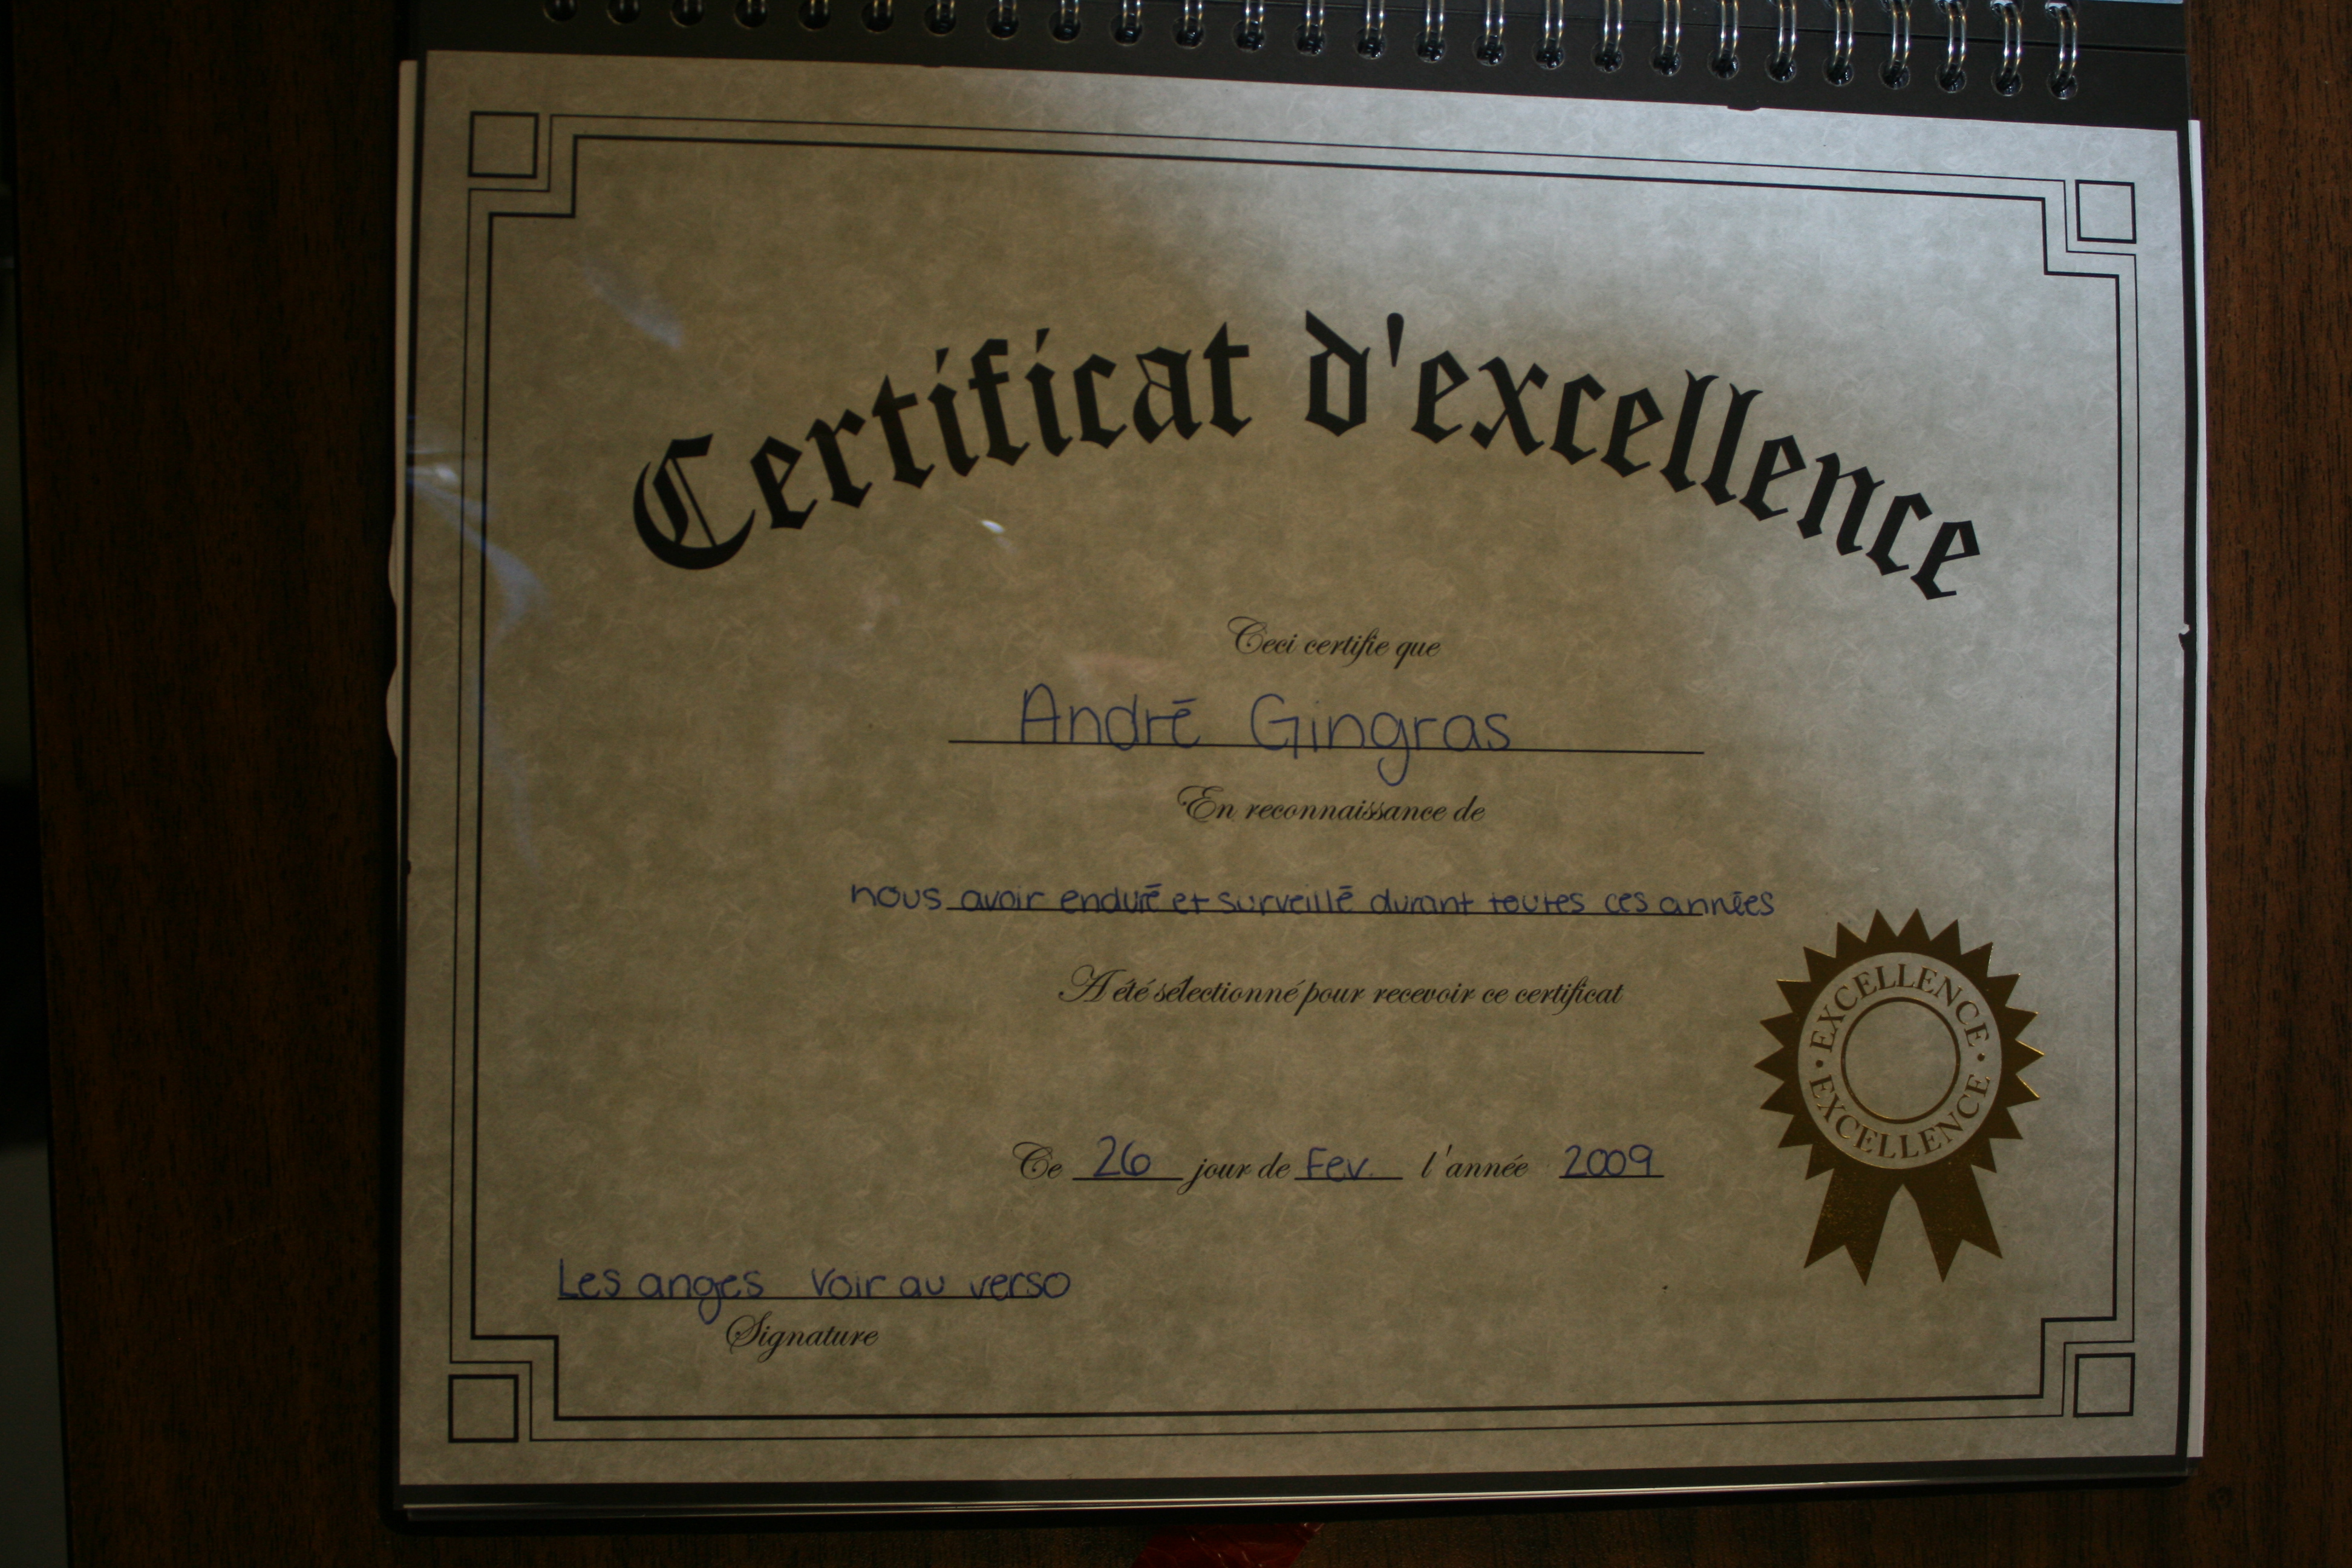 Certificat d'excellence
Ceci certifie que
André Gingras
En reconnaissance de
nous avoir enduré et surveillé durant toutes ces années
A été sélectionné pour recevoir ce certificat
EXCELLENCE · EXCELLENCE ·
Ce 26 jour de Fev. l'année 2009
Les anges Voir au verso
Signature